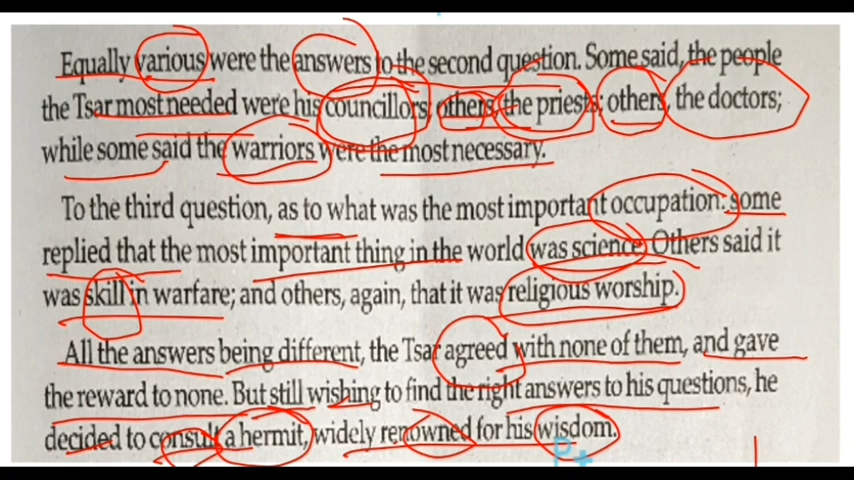 Equally various were the answers to the second question. Some said, the people
the Tsar most needed were his councillors; others, the priests; others, the doctors;
while some said the warriors were the most necessary.
To the third question, as to what was the most important occupation: some
replied that the most important thing in the world was science. Others said it
was skill in warfare; and others, again, that it was religious worship.
All the answers being different, the Tsar agreed with none of them, and gave
the reward to none. But still wishing to find the right answers to his questions, he
decided to consult a hermit, widely renowned for his wisdom.
P+